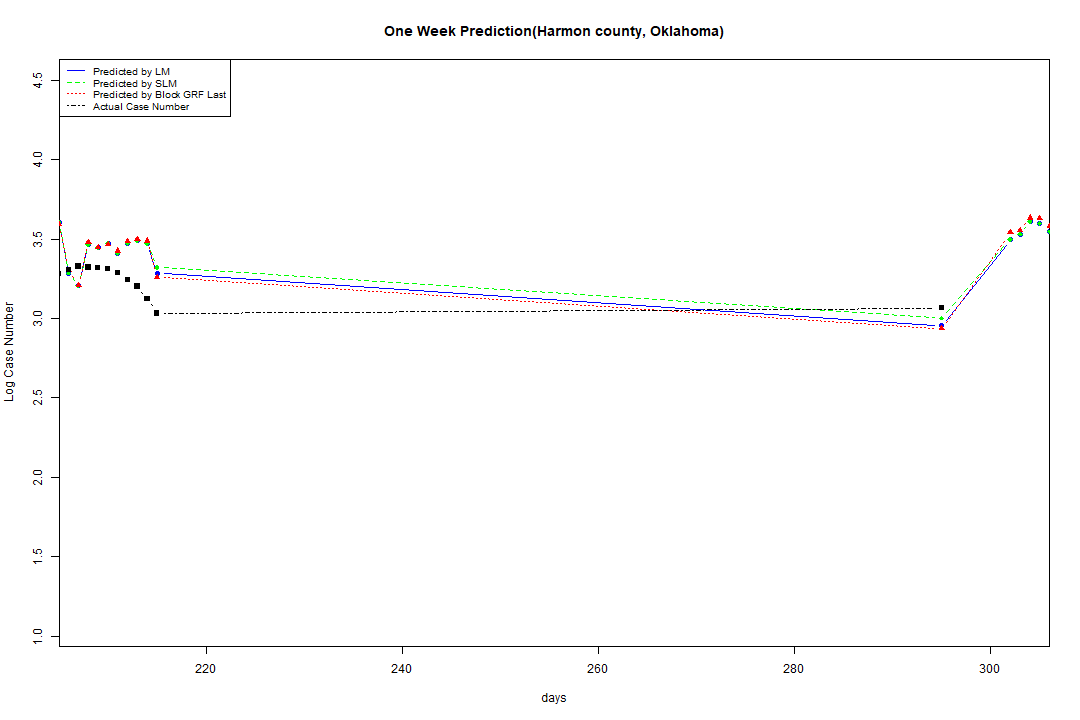 One Week Prediction(Harmon county, Oklahoma)
Predicted by LM
Predicted by SLM
Predicted by Block GRF Last
Actual Case Number
Log Case Number
4.5
4.0
3.5
3.0
2.5
2.0
1.5
1.0
220 240 260 280 300
days